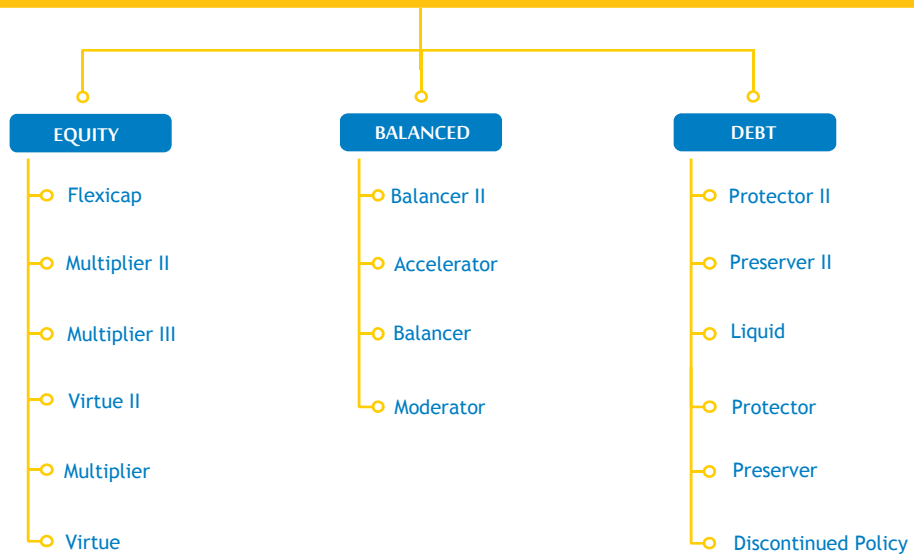 EQUITY
Flexicap
Multiplier II
Multiplier III
Virtue II
Multiplier
Virtue
BALANCED
Balancer II
Accelerator
Balancer
Moderator
DEBT
Protector II
Preserver II
Liquid
Protector
Preserver
Discontinued Policy